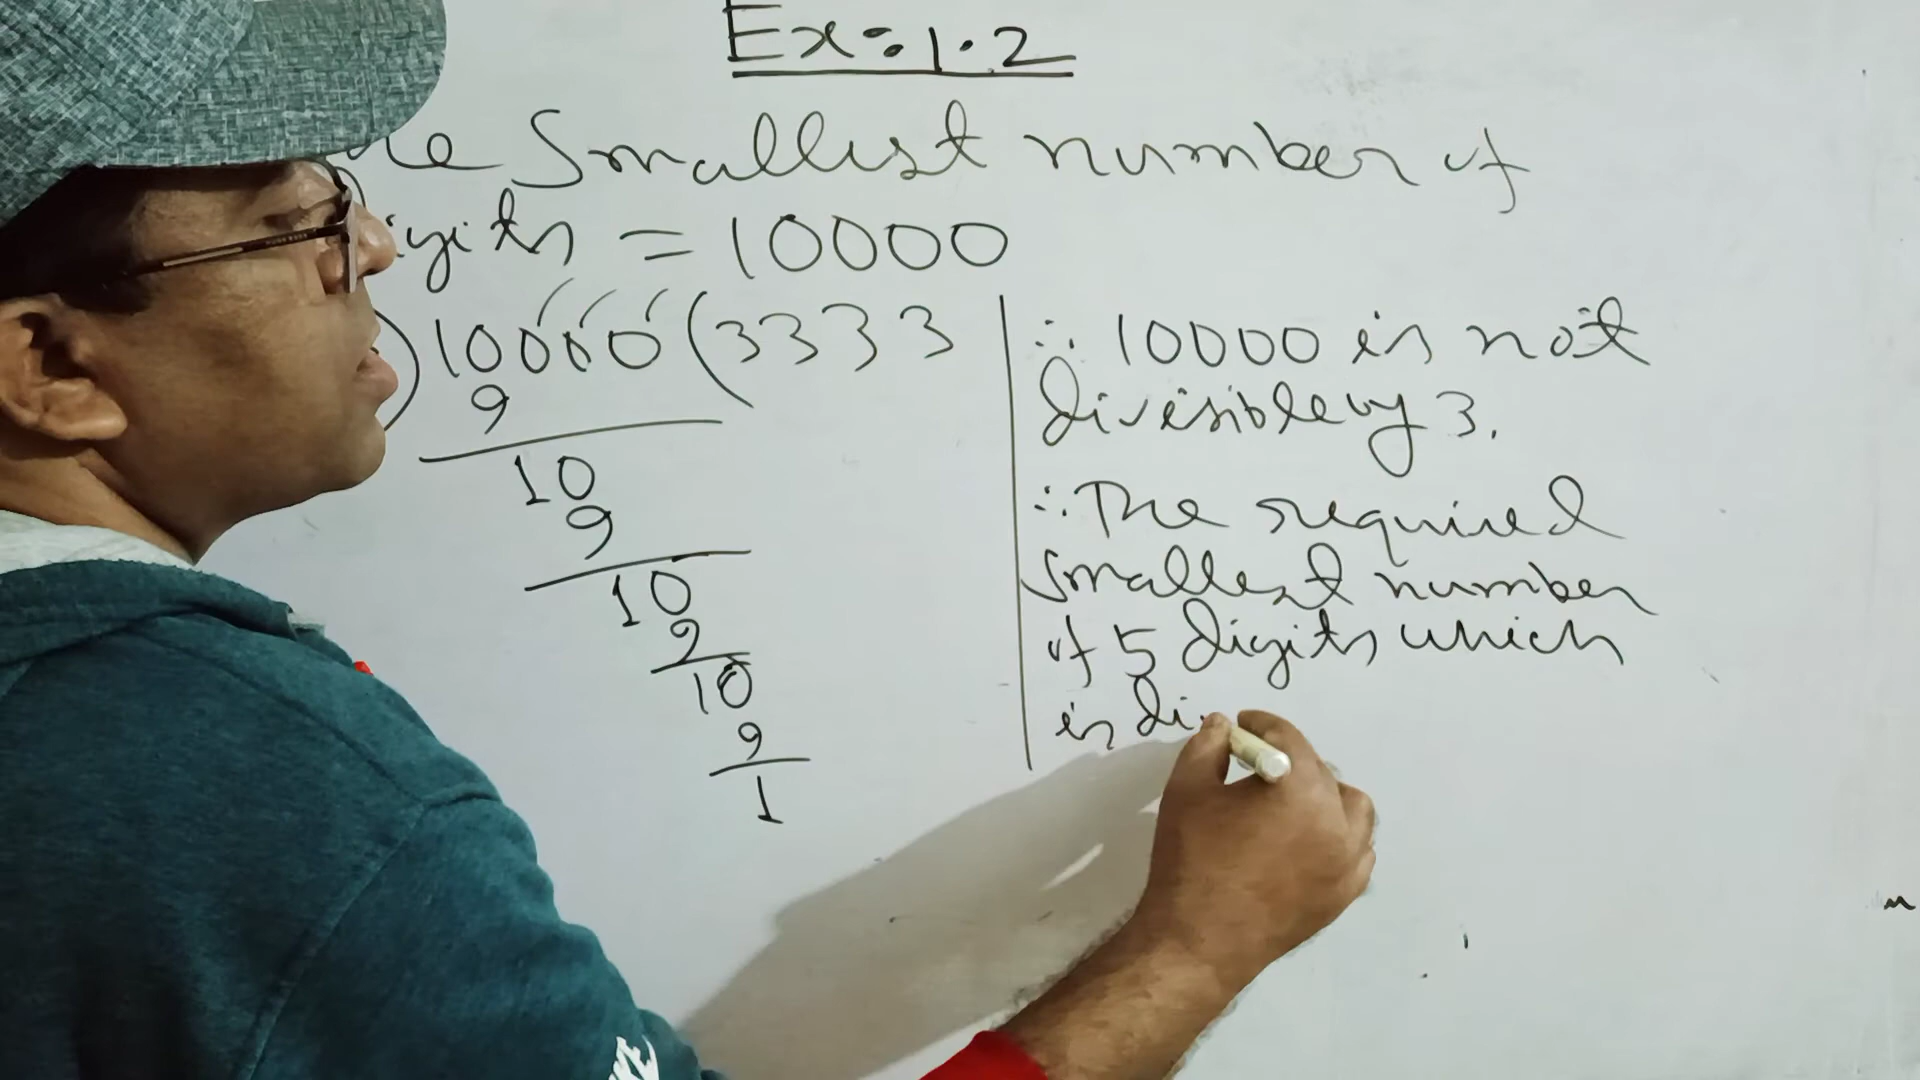 Ex: 1.2
Smallest number of
= 10000
) 10000 ( 3333
9
10
9
10
9
10
9
1
∴ 10000 is not
divisible by 3.
∴ The required
smallest number
of 5 digits which
is di